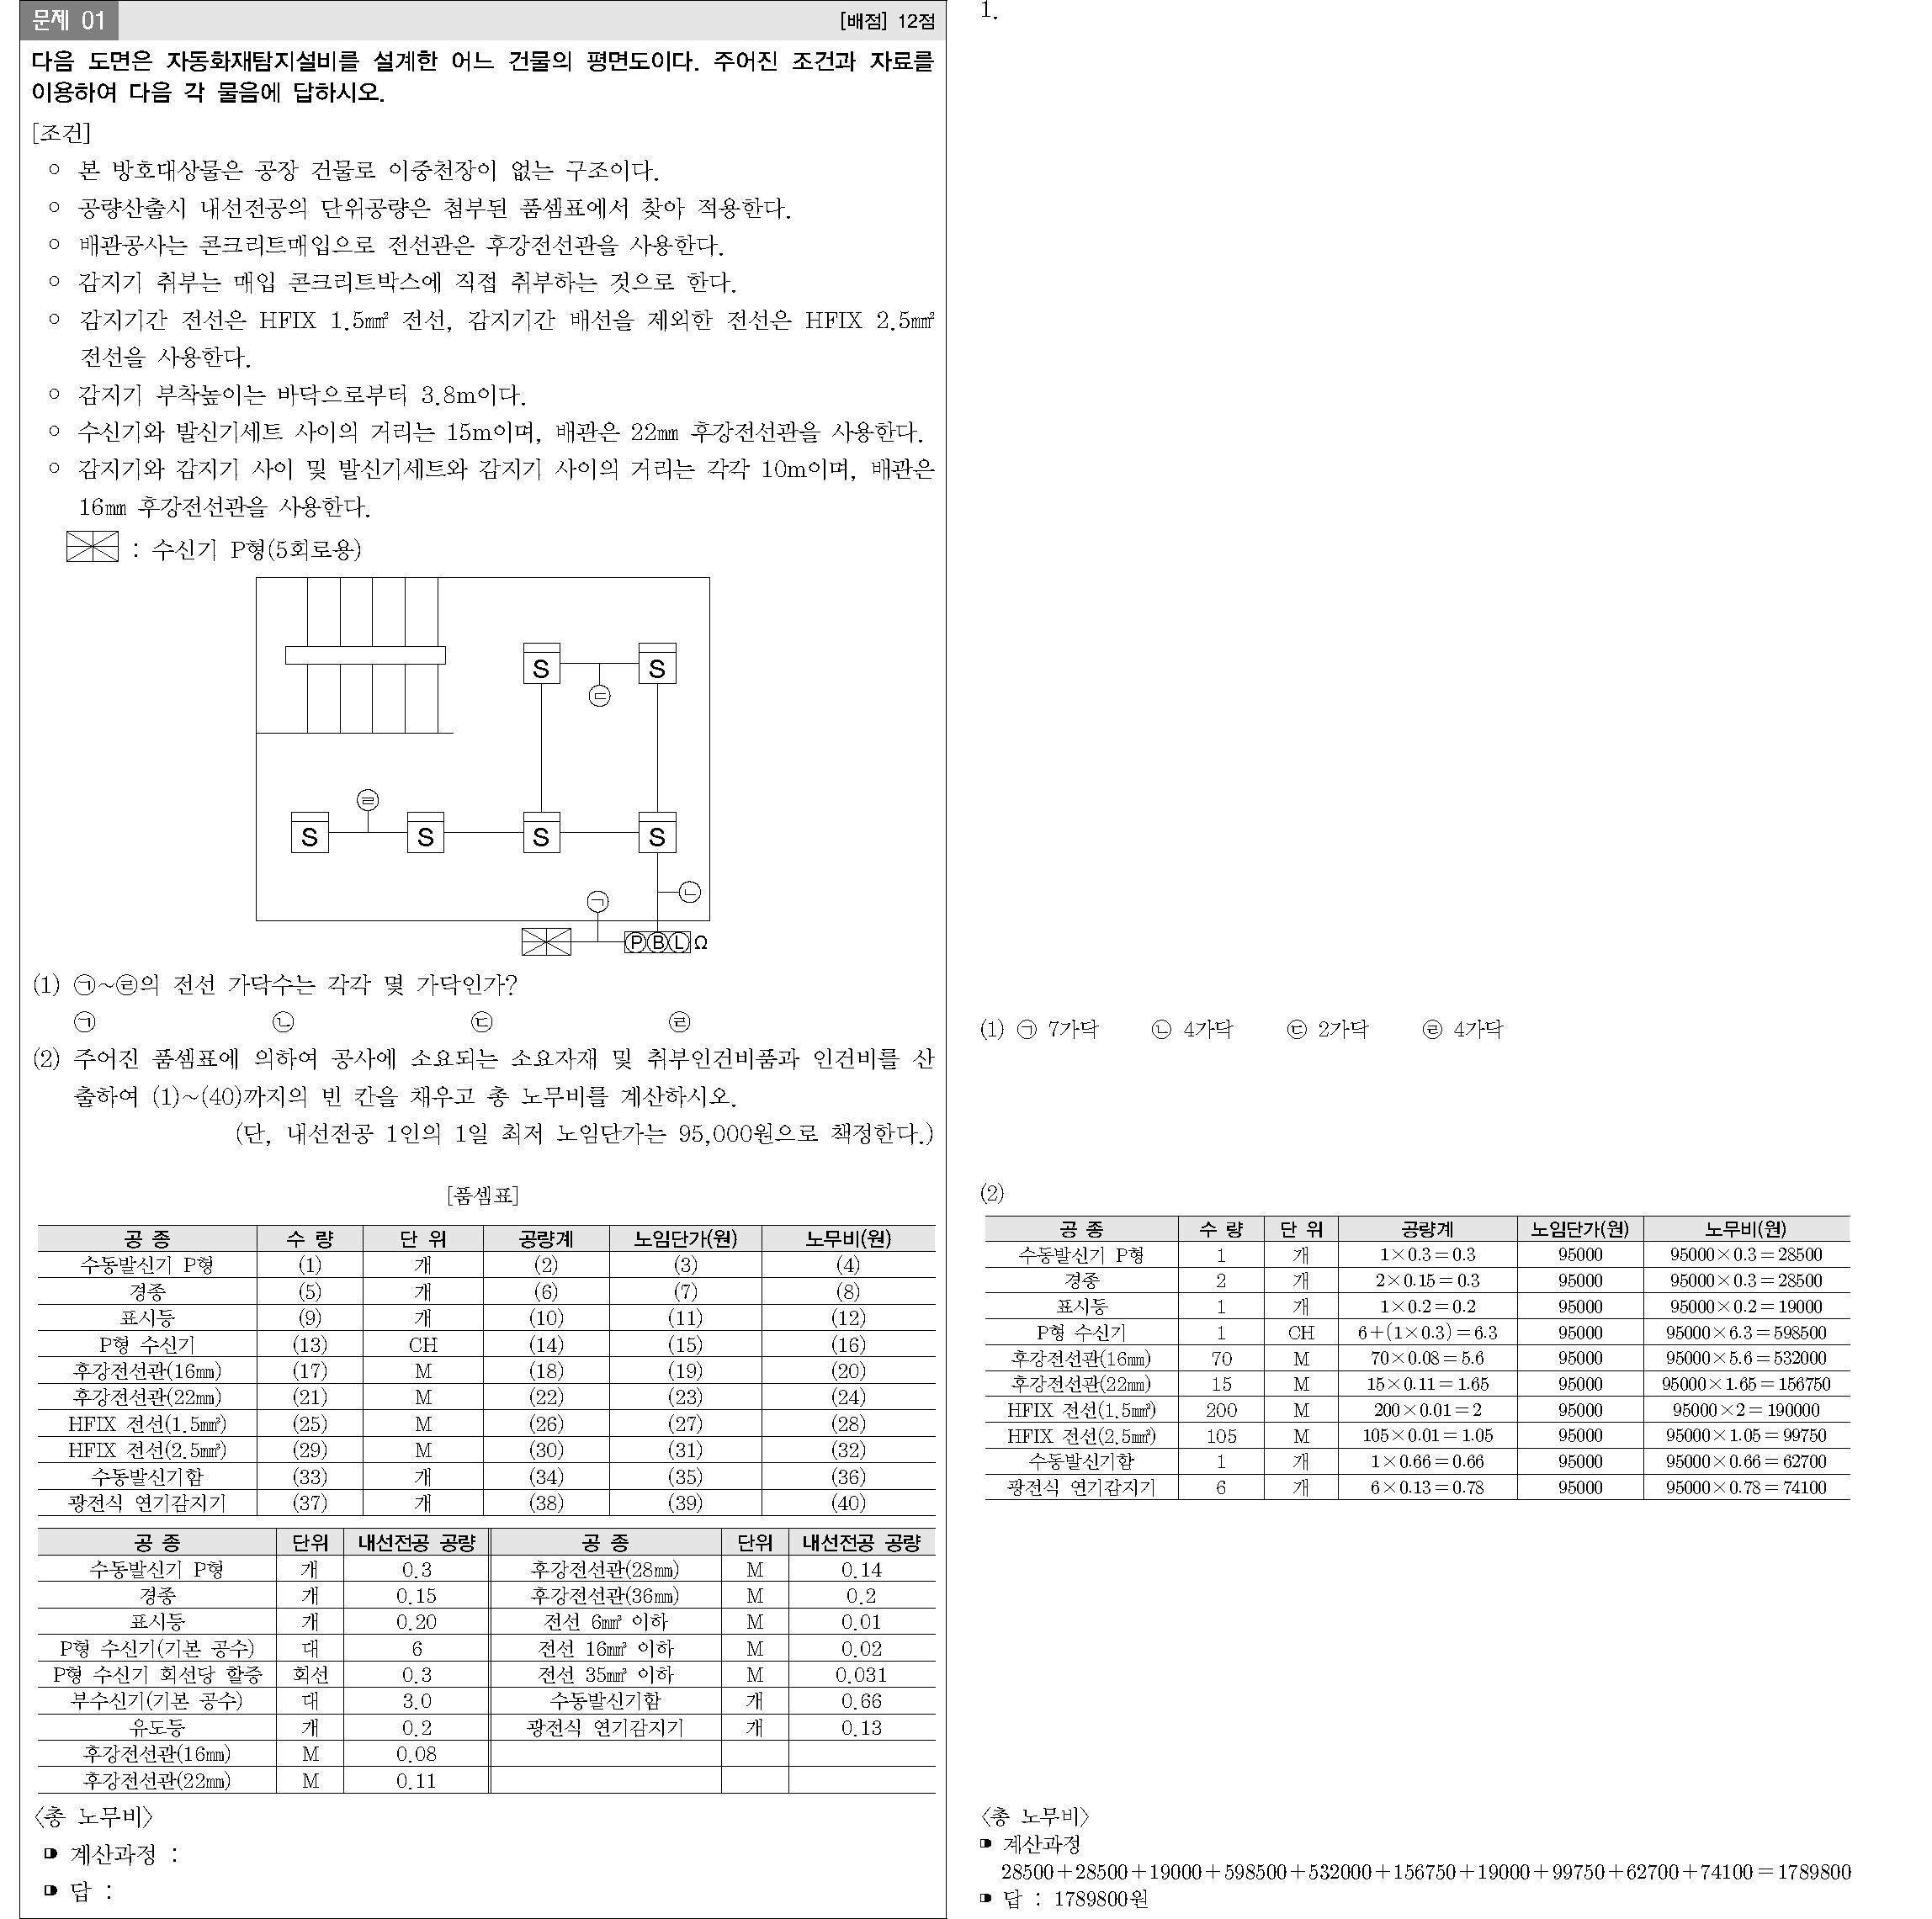 문제 01
[배점] 12점
다음 도면은 자동화재탐지설비를 설계한 어느 건물의 평면도이다. 주어진 조건과 자료를
이용하여 다음 각 물음에 답하시오.
[조건]
○ 본 방호대상물은 공장 건물로 이중천장이 없는 구조이다.
○ 공량산출시 내선전공의 단위공량은 첨부된 품셈표에서 찾아 적용한다.
○ 배관공사는 콘크리트매입으로 전선관은 후강전선관을 사용한다.
○ 감지기 취부는 매입 콘크리트박스에 직접 취부하는 것으로 한다.
○ 감지기간 전선은 HFIX 1.5㎟ 전선, 감지기간 배선을 제외한 전선은 HFIX 2.5㎟
전선을 사용한다.
○ 감지기 부착높이는 바닥으로부터 3.8m이다.
○ 수신기와 발신기세트 사이의 거리는 15m이며, 배관은 22㎜ 후강전선관을 사용한다.
○ 감지기와 감지기 사이 및 발신기세트와 감지기 사이의 거리는 각각 10m이며, 배관은
16㎜ 후강전선관을 사용한다.
: 수신기 P형(5회로용)
S S
㉢
㉣
S S S S
㉡
㉠
Ⓟ Ⓑ Ⓛ Ω
(1) ㉠~㉣의 전선 가닥수는 각각 몇 가닥인가?
㉠ ㉡ ㉢ ㉣
(2) 주어진 품셈표에 의하여 공사에 소요되는 소요자재 및 취부인건비품과 인건비를 산
출하여 (1)~(40)까지의 빈 칸을 채우고 총 노무비를 계산하시오.
(단, 내선전공 1인의 1일 최저 노임단가는 95,000원으로 책정한다.)
[품셈표]
공 종 수 량 단 위 공량계 노임단가(원) 노무비(원)
수동발신기 P형 (1) 개 (2) (3) (4)
경종 (5) 개 (6) (7) (8)
표시등 (9) 개 (10) (11) (12)
P형 수신기 (13) CH (14) (15) (16)
후강전선관(16㎜) (17) M (18) (19) (20)
후강전선관(22㎜) (21) M (22) (23) (24)
HFIX 전선(1.5㎟) (25) M (26) (27) (28)
HFIX 전선(2.5㎟) (29) M (30) (31) (32)
수동발신기함 (33) 개 (34) (35) (36)
광전식 연기감지기 (37) 개 (38) (39) (40)
공 종 단위 내선전공 공량 공 종 단위 내선전공 공량
수동발신기 P형 개 0.3 후강전선관(28㎜) M 0.14
경종 개 0.15 후강전선관(36㎜) M 0.2
표시등 개 0.20 전선 6㎟ 이하 M 0.01
P형 수신기(기본 공수) 대 6 전선 16㎟ 이하 M 0.02
P형 수신기 회선당 할증 회선 0.3 전선 35㎟ 이하 M 0.031
부수신기(기본 공수) 대 3.0 수동발신기함 개 0.66
유도등 개 0.2 광전식 연기감지기 개 0.13
후강전선관(16㎜) M 0.08
후강전선관(22㎜) M 0.11
〈총 노무비〉
계산과정 :
답 :
1.
(1) ㉠ 7가닥 ㉡ 4가닥 ㉢ 2가닥 ㉣ 4가닥
(2)
공 종 수 량 단 위 공량계 노임단가(원) 노무비(원)
수동발신기 P형 1 개 1×0.3=0.3 95000 95000×0.3=28500
경종 2 개 2×0.15=0.3 95000 95000×0.3=28500
표시등 1 개 1×0.2=0.2 95000 95000×0.2=19000
P형 수신기 1 CH 6+(1×0.3)=6.3 95000 95000×6.3=598500
후강전선관(16㎜) 70 M 70×0.08=5.6 95000 95000×5.6=532000
후강전선관(22㎜) 15 M 15×0.11=1.65 95000 95000×1.65=156750
HFIX 전선(1.5㎟) 200 M 200×0.01=2 95000 95000×2=190000
HFIX 전선(2.5㎟) 105 M 105×0.01=1.05 95000 95000×1.05=99750
수동발신기함 1 개 1×0.66=0.66 95000 95000×0.66=62700
광전식 연기감지기 6 개 6×0.13=0.78 95000 95000×0.78=74100
〈총 노무비〉
계산과정
28500+28500+19000+598500+532000+156750+19000+99750+62700+74100=1789800
답 : 1789800원